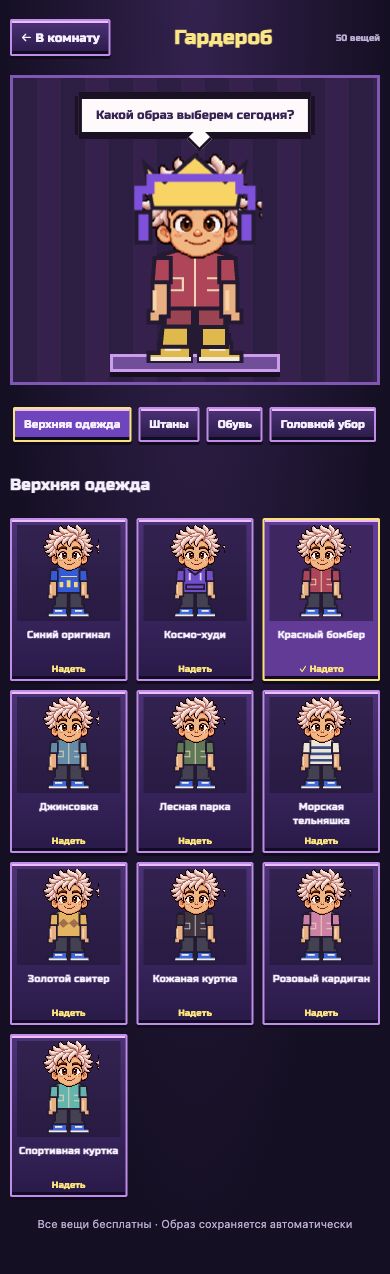 ← В комнату
Гардероб
50 вещей
Какой образ выберем сегодня?
Верхняя одежда
Штаны
Обувь
Головной убор
Верхняя одежда
Синий оригинал
Надеть
Космо-худи
Надеть
Красный бомбер
✓ Надето
Джинсовка
Надеть
Лесная парка
Надеть
Морская
тельняшка
Надеть
Золотой свитер
Надеть
Кожаная куртка
Надеть
Розовый кардиган
Надеть
Спортивная куртка
Надеть
Все вещи бесплатны · Образ сохраняется автоматически